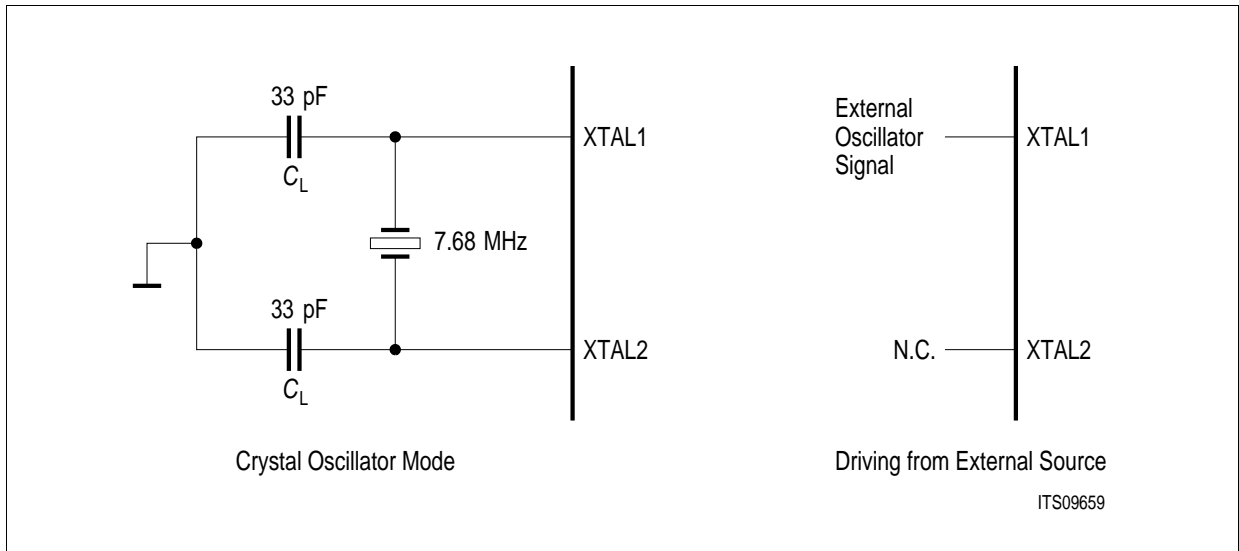 33 pF
C_L
XTAL1
7.68 MHz
33 pF
C_L
XTAL2
Crystal Oscillator Mode
External
Oscillator
Signal
XTAL1
N.C.
XTAL2
Driving from External Source
ITS09659